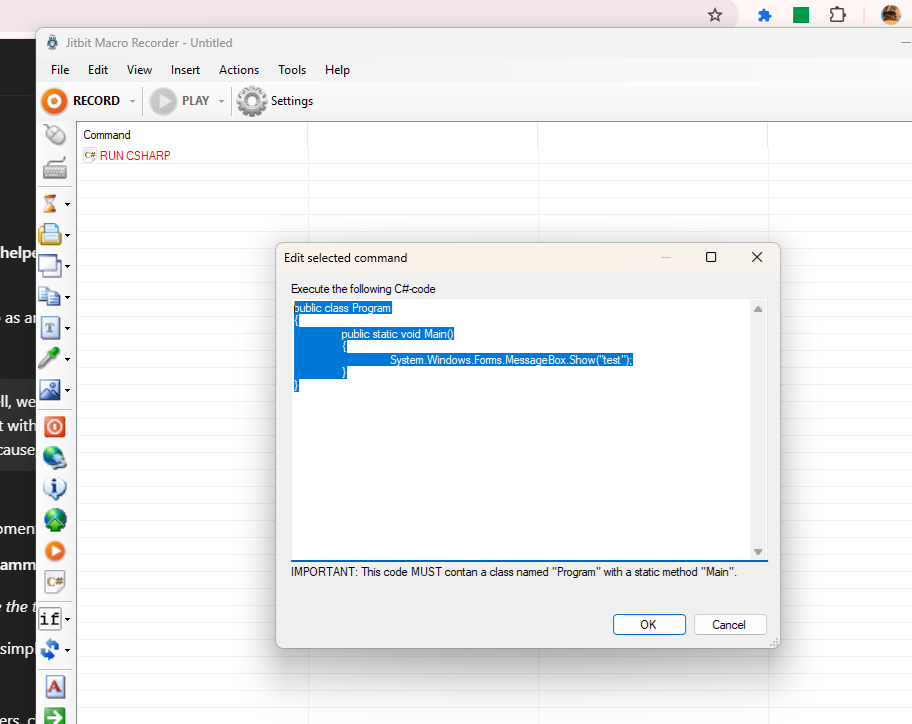 Jitbit Macro Recorder - Untitled
File Edit View Insert Actions Tools Help
RECORD PLAY Settings
Command
C# RUN CSHARP
helpe
as a
ll, we
t with
cause
T
Edit selected command
Execute the following C#-code
public class Program
{
public static void Main()
{
System.Windows.Forms.MessageBox.Show("test");
}
}
IMPORTANT: This code MUST contan a class named "Program" with a static method "Main".
OK Cancel
oment
amm
C#
e the t
if
simpl
A
ers, c